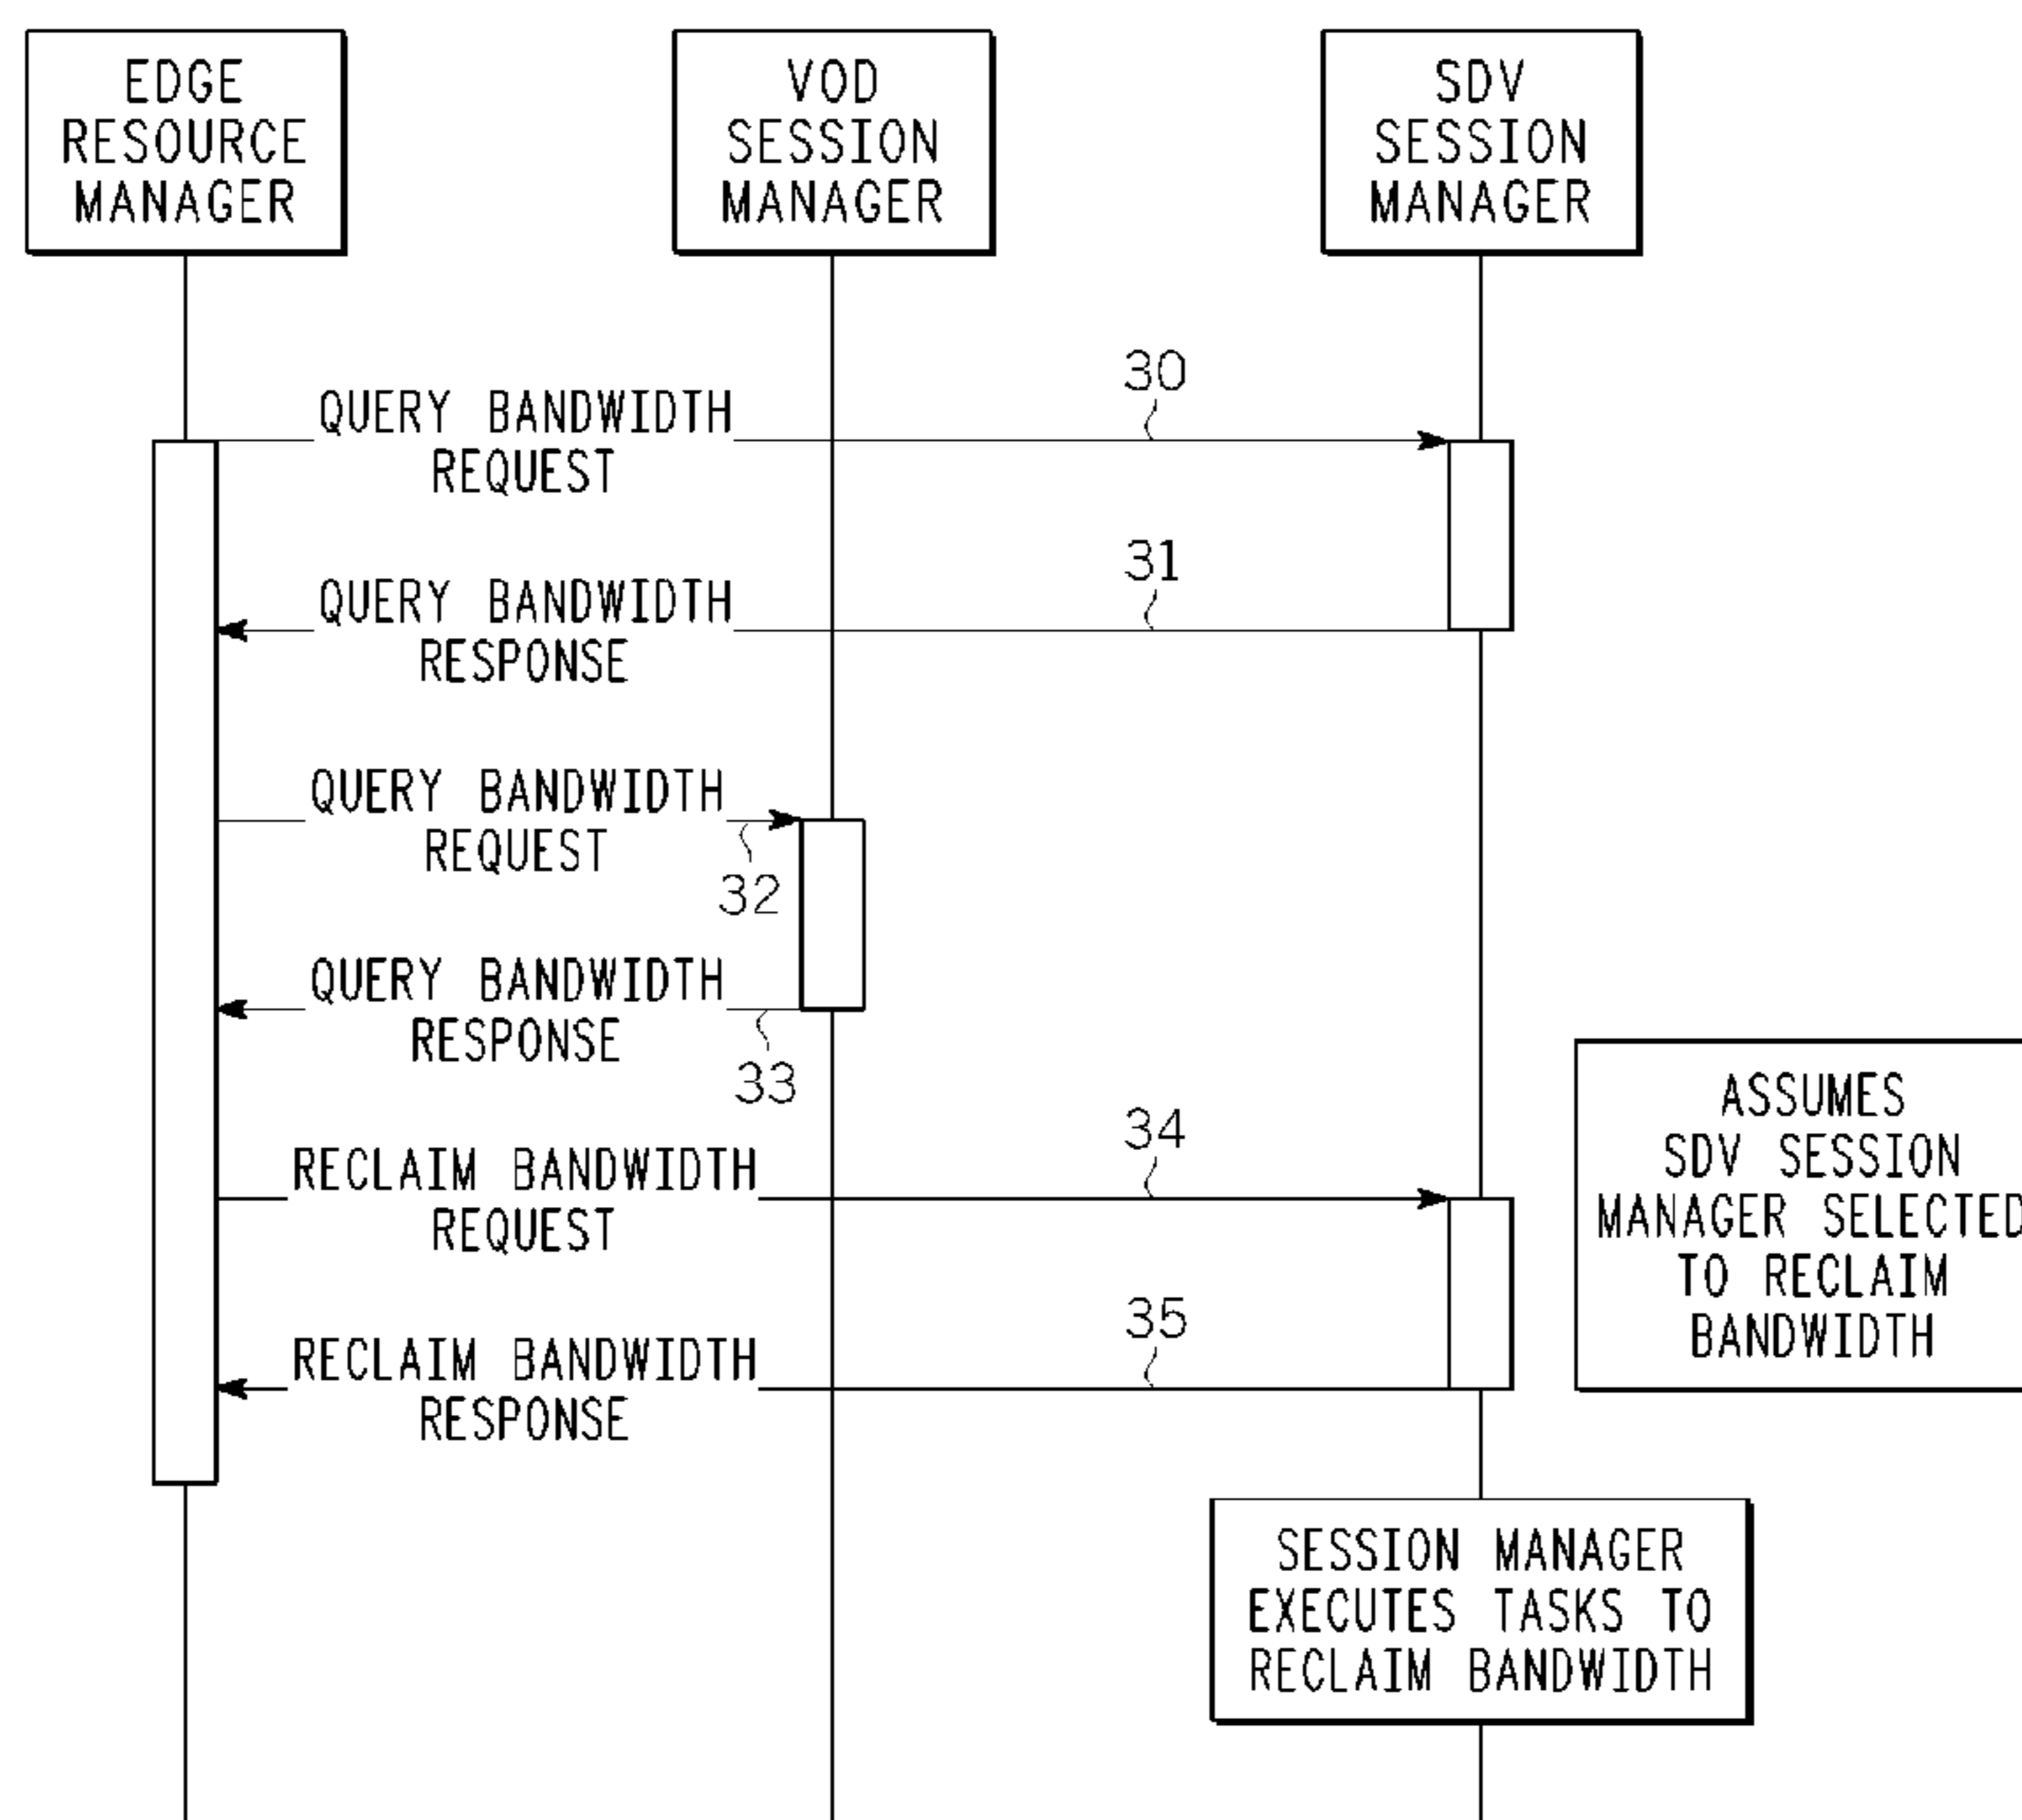 EDGE
RESOURCE
MANAGER
VOD
SESSION
MANAGER
SDV
SESSION
MANAGER
30
QUERY BANDWIDTH
REQUEST
31
QUERY BANDWIDTH
RESPONSE
QUERY BANDWIDTH
REQUEST
32
QUERY BANDWIDTH
RESPONSE
33
34
RECLAIM BANDWIDTH
REQUEST
ASSUMES
SDV SESSION
MANAGER SELECTED
TO RECLAIM
BANDWIDTH
35
RECLAIM BANDWIDTH
RESPONSE
SESSION MANAGER
EXECUTES TASKS TO
RECLAIM BANDWIDTH